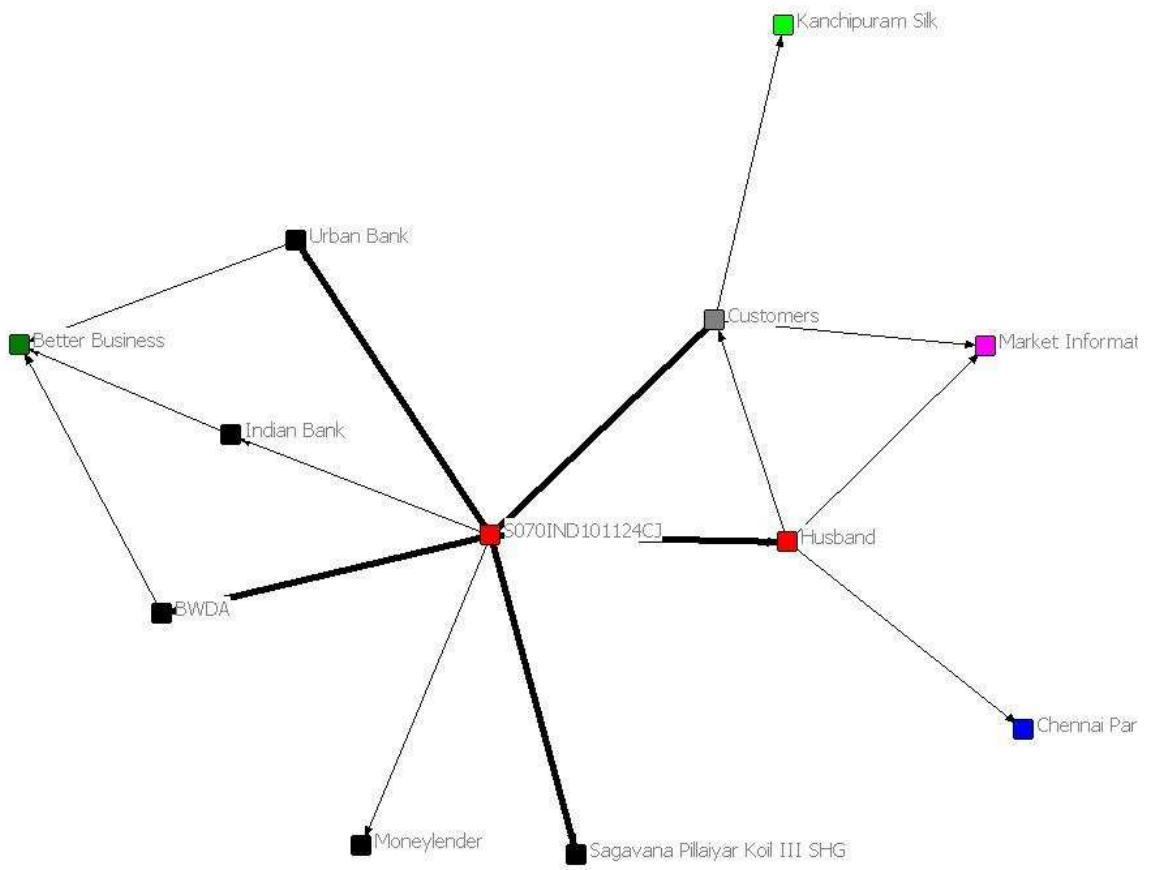 Kanchipuram Silk
Urban Bank
Customers
Better Business
Market Informat
Indian Bank
S070IND101124CJ
Husband
BWDA
Chennai Par
Moneylender
Sagavana Pillaiyar Koil III SHG